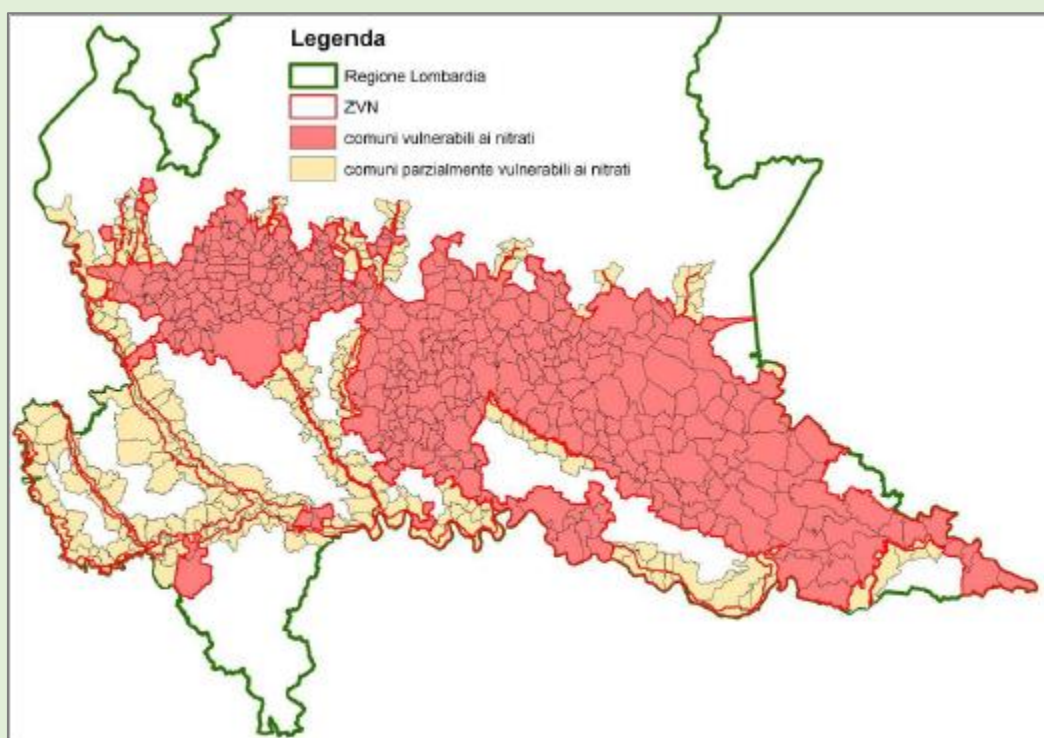 Legenda
Regione Lombardia
ZVN
comuni vulnerabili ai nitrati
comuni parzialmente vulnerabili ai nitrati